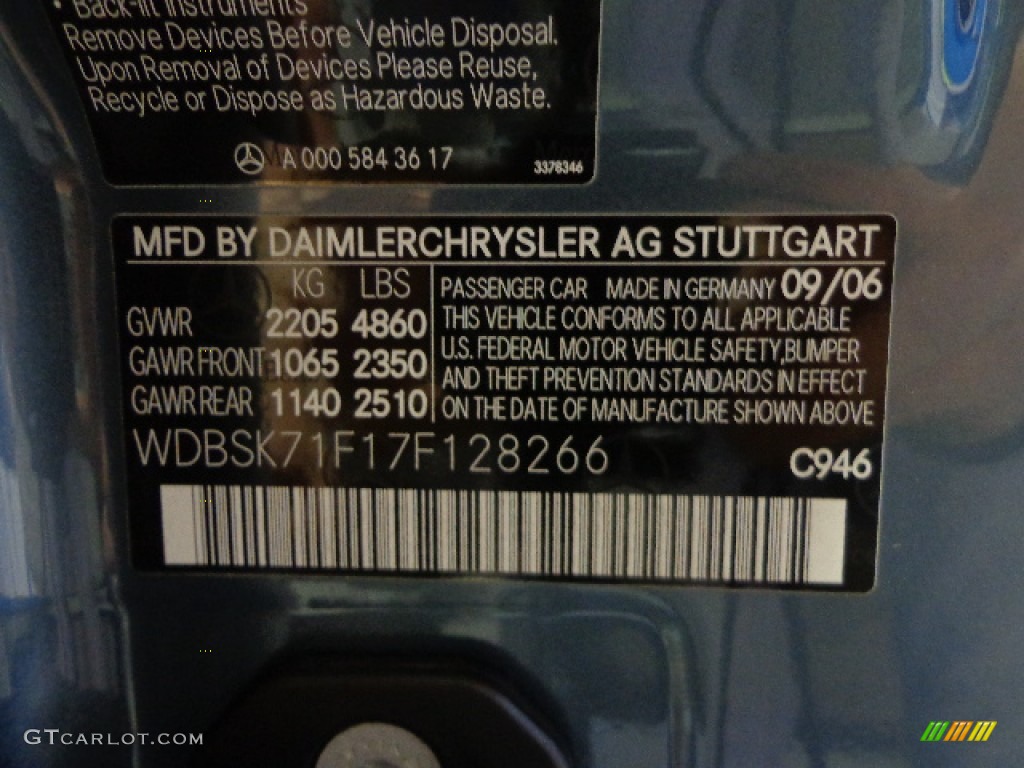 • Back-lit Instruments
Remove Devices Before Vehicle Disposal.
Upon Removal of Devices Please Reuse,
Recycle or Dispose as Hazardous Waste.
A 000 584 36 17
3378346
MFD BY DAIMLERCHRYSLER AG STUTTGART
KG LBS
GVWR 2205 4860
GAWR FRONT 1065 2350
GAWR REAR 1140 2510
PASSENGER CAR MADE IN GERMANY 09/06
THIS VEHICLE CONFORMS TO ALL APPLICABLE
U.S. FEDERAL MOTOR VEHICLE SAFETY,BUMPER
AND THEFT PREVENTION STANDARDS IN EFFECT
ON THE DATE OF MANUFACTURE SHOWN ABOVE
WDBSK71F17F128266
C946
GTCARLOT.COM